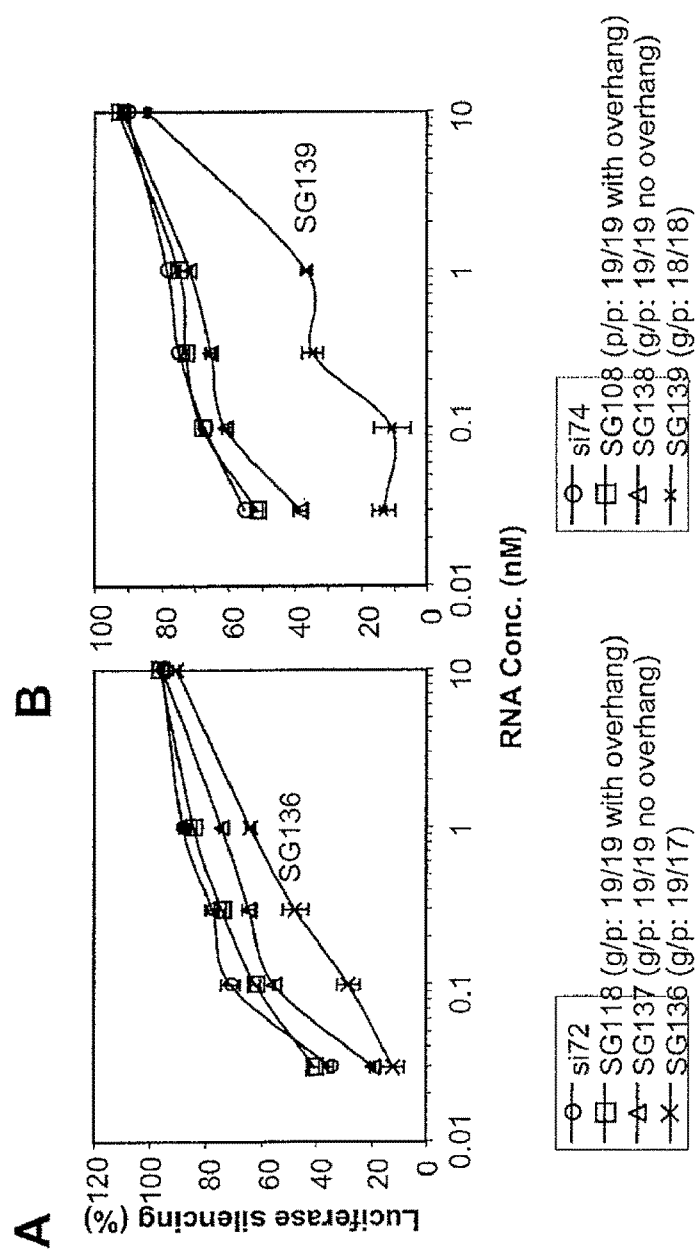 A
B
Luciferase silencing (%)
120
100
80
60
40
20
0
0.01
0.1
1
10
SG136
100
80
60
40
20
0
0.01
0.1
1
10
SG139
RNA Conc. (nM)
si72
SG118 (g/p: 19/19 with overhang)
SG137 (g/p: 19/19 no overhang)
SG136 (g/p: 19/17)
si74
SG108 (p/p: 19/19 with overhang)
SG138 (g/p: 19/19 no overhang)
SG139 (g/p: 18/18)